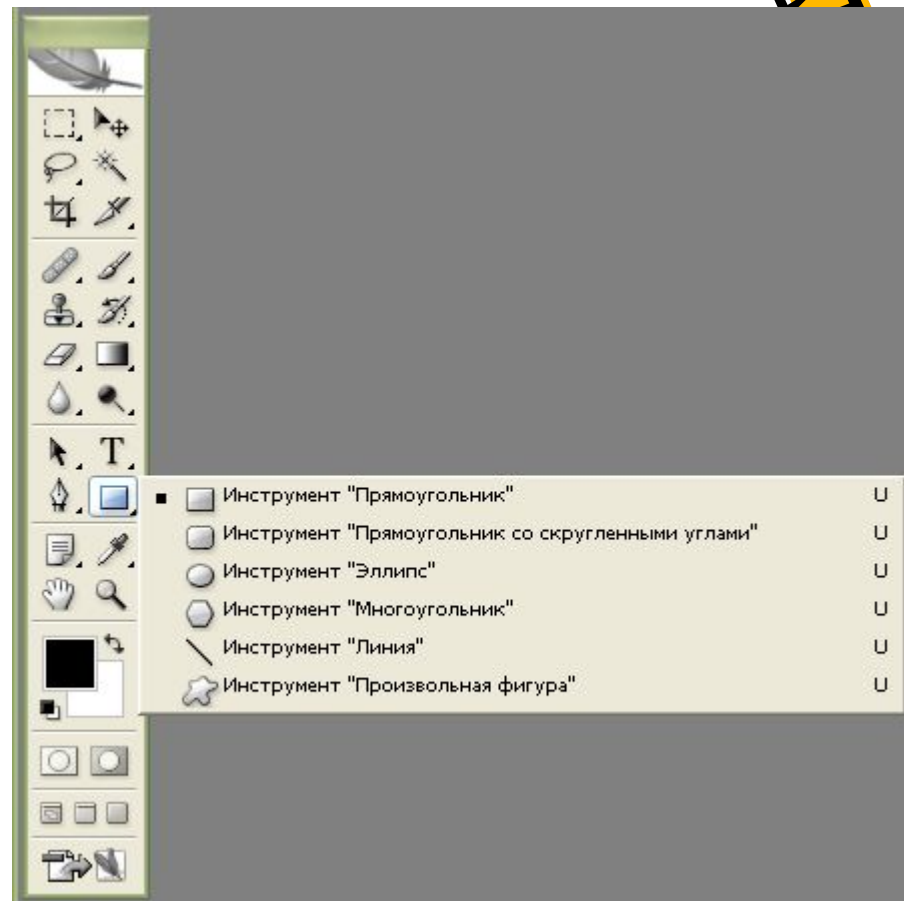 T
Инструмент "Прямоугольник" U
Инструмент "Прямоугольник со скругленными углами" U
Инструмент "Эллипс" U
Инструмент "Многоугольник" U
Инструмент "Линия" U
Инструмент "Произвольная фигура" U